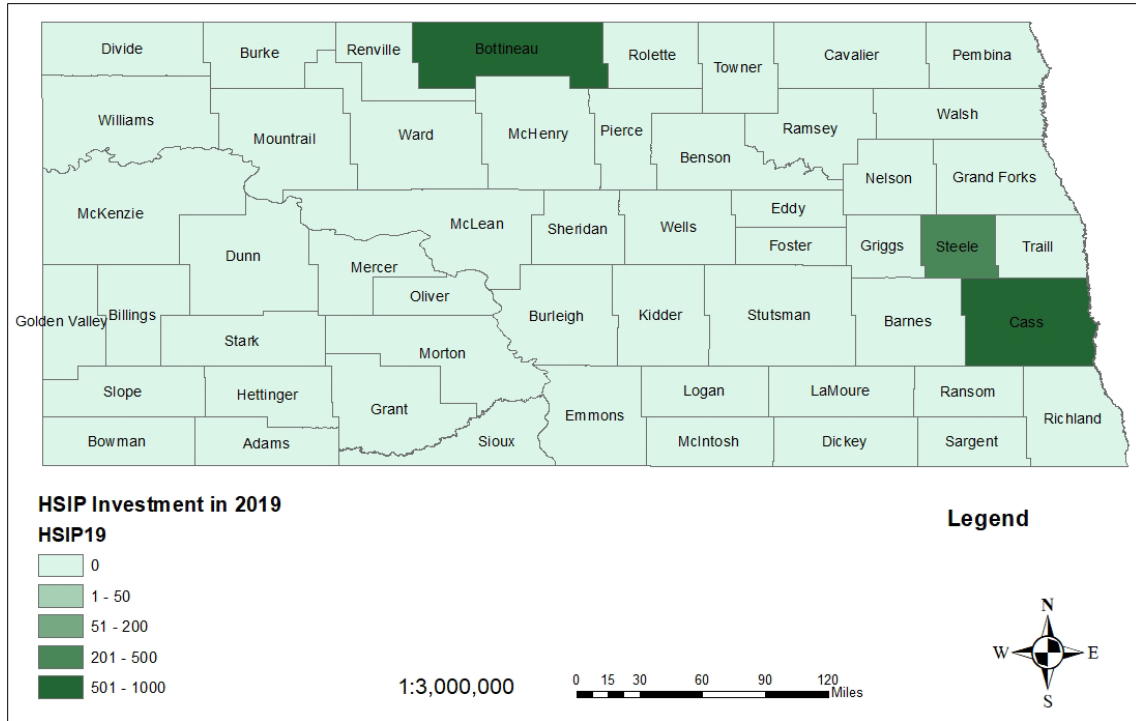 Divide
Burke
Renville
Bottineau
Rolette
Towner
Cavalier
Pembina
Williams
Mountrail
Ward
McHenry
Pierce
Benson
Ramsey
Walsh
Nelson
Grand Forks
McKenzie
Dunn
McLean
Sheridan
Wells
Eddy
Foster
Griggs
Steele
Traill
Mercer
Oliver
Golden Valley
Billings
Stark
Morton
Burleigh
Kidder
Stutsman
Barnes
Cass
Slope
Hettinger
Grant
Emmons
Logan
LaMoure
Ransom
Richland
Bowman
Adams
Sioux
McIntosh
Dickey
Sargent
HSIP Investment in 2019
HSIP19
0
1 - 50
51 - 200
201 - 500
501 - 1000
Legend
N
W
E
S
1:3,000,000
0 15 30 60 90 120
Miles